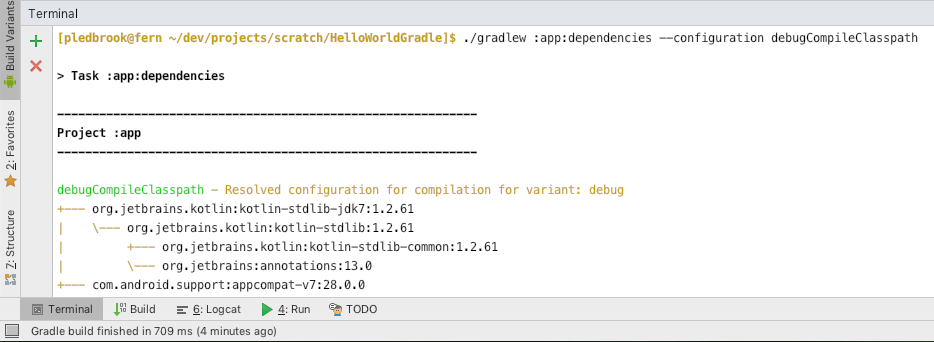 Terminal
Build Variants
2: Favorites
7: Structure
[pledbrook@fern ~/dev/projects/scratch/HelloWorldGradle]$ ./gradlew :app:dependencies --configuration debugCompileClasspath
> Task :app:dependencies
------------------------------------------------------------
Project :app
------------------------------------------------------------
debugCompileClasspath - Resolved configuration for compilation for variant: debug
+--- org.jetbrains.kotlin:kotlin-stdlib-jdk7:1.2.61
|    \--- org.jetbrains.kotlin:kotlin-stdlib:1.2.61
|         +--- org.jetbrains.kotlin:kotlin-stdlib-common:1.2.61
|         \--- org.jetbrains:annotations:13.0
+--- com.android.support:appcompat-v7:28.0.0
Terminal Build 6: Logcat 4: Run TODO
Gradle build finished in 709 ms (4 minutes ago)